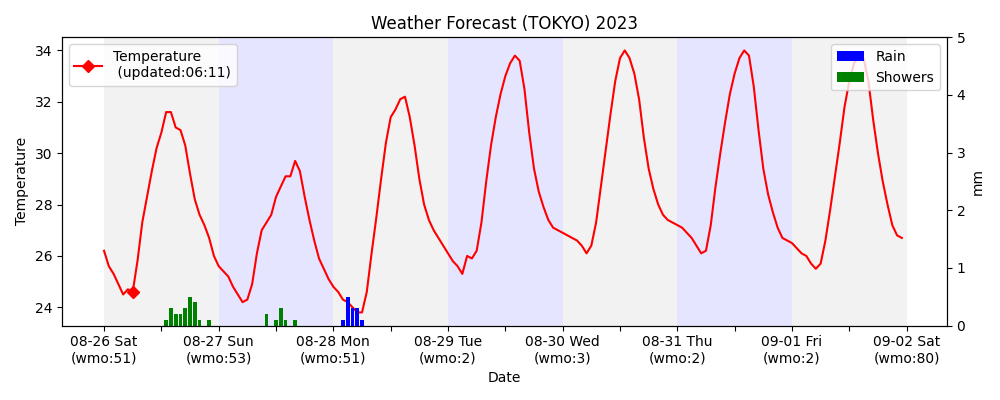 Weather Forecast (TOKYO) 2023
Temperature
(updated:06:11)
Rain
Showers
34
32
30
28
26
24
Temperature
5
4
3
2
1
0
mm
08-26 Sat 08-27 Sun 08-28 Mon 08-29 Tue 08-30 Wed 08-31 Thu 09-01 Fri 09-02 Sat
(wmo:51) (wmo:53) (wmo:51) (wmo:2) (wmo:3) (wmo:2) (wmo:2) (wmo:80)
Date